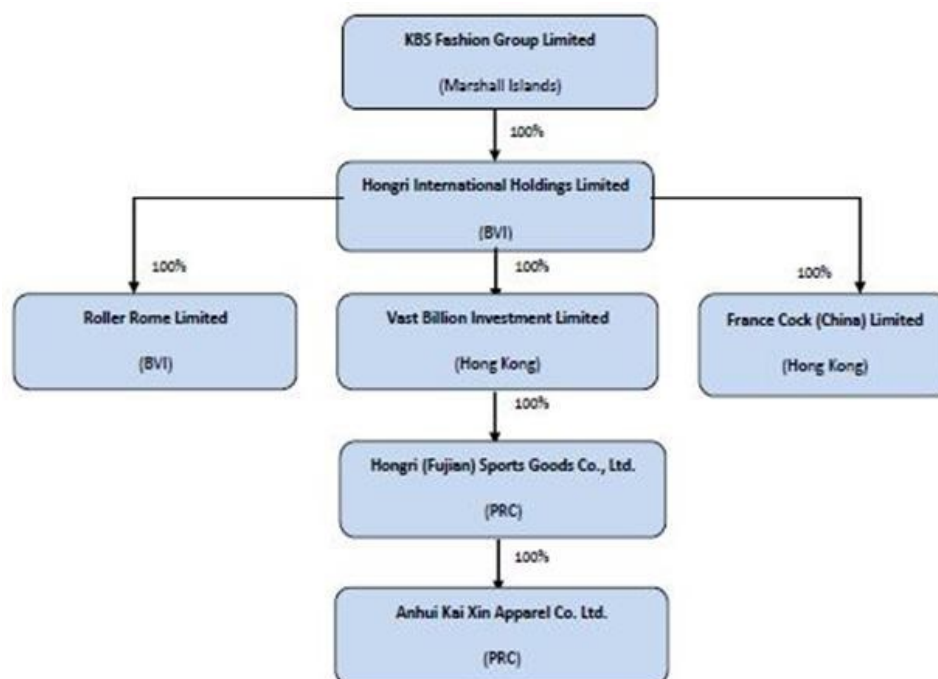 KBS Fashion Group Limited
(Marshall Islands)
100%
Hongri International Holdings Limited
(BVI)
100%
100%
100%
Roller Rome Limited
(BVI)
Vast Billion Investment Limited
(Hong Kong)
France Cock (China) Limited
(Hong Kong)
100%
Hongri (Fujian) Sports Goods Co., Ltd.
(PRC)
100%
Anhui Kai Xin Apparel Co. Ltd.
(PRC)